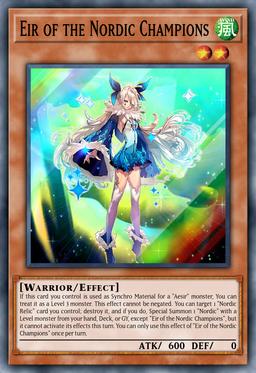 Eir of the Nordic Champions
風
[Warrior/Effect]
If this card you control is used as Synchro Material for a "Aesir" monster, You can
treat it as a Level 3 monster. This effect cannot be negated. You can target 1 "Nordic
Relic" card you control; destroy it, and if you do, Special Summon 1 "Nordic" with a
Level monster from your hand, Deck, or GY, except "Eir of the Nordic Champions", but
it cannot activate its effects this turn. You can only use this effect of "Eir of the Nordic
Champions" once per turn.
ATK/ 600 DEF/ 0